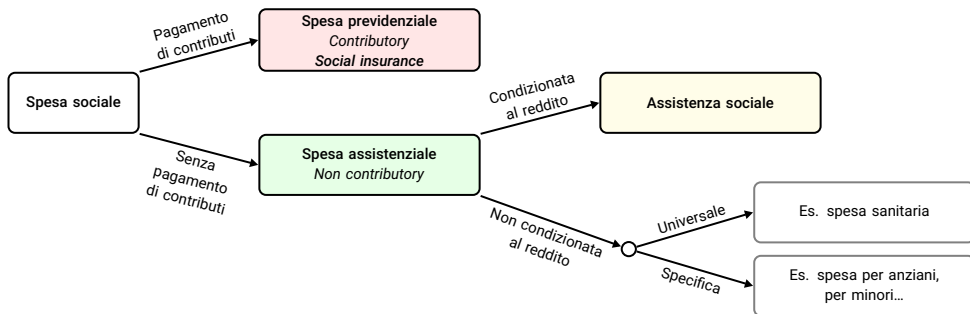 Spesa sociale
Pagamento
di contributi
Spesa previdenziale
Contributory
Social insurance
Senza
pagamento
di contributi
Spesa assistenziale
Non contributory
Condizionata
al reddito
Assistenza sociale
Non condizionata
al reddito
Universale
Es. spesa sanitaria
Specifica
Es. spesa per anziani,
per minori...